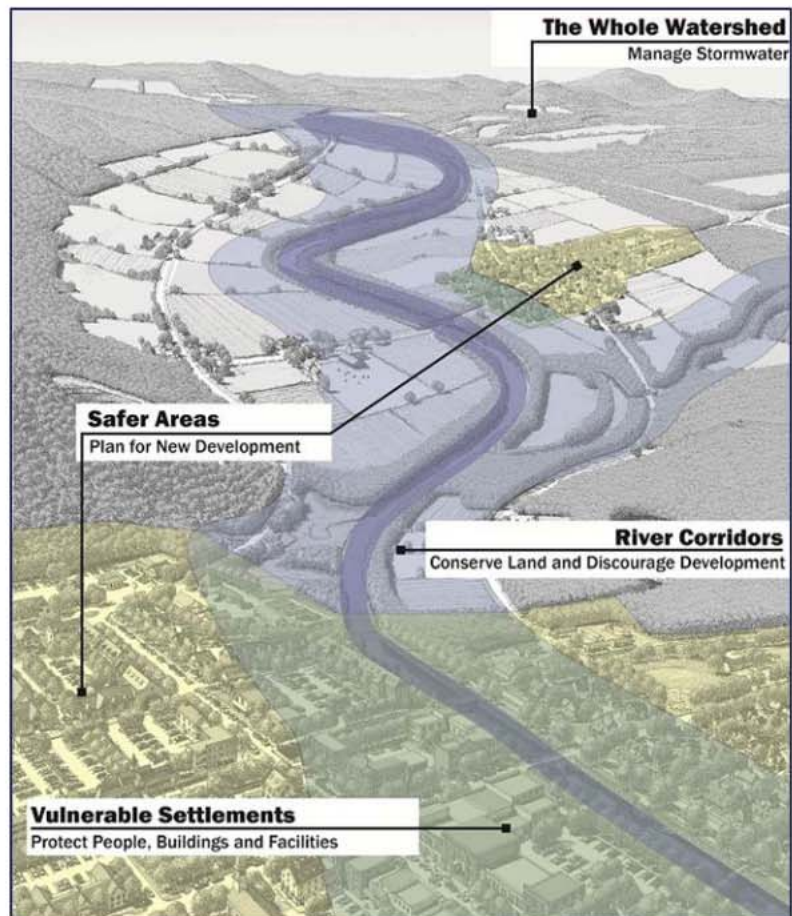 The Whole Watershed
Manage Stormwater
Safer Areas
Plan for New Development
River Corridors
Conserve Land and Discourage Development
Vulnerable Settlements
Protect People, Buildings and Facilities